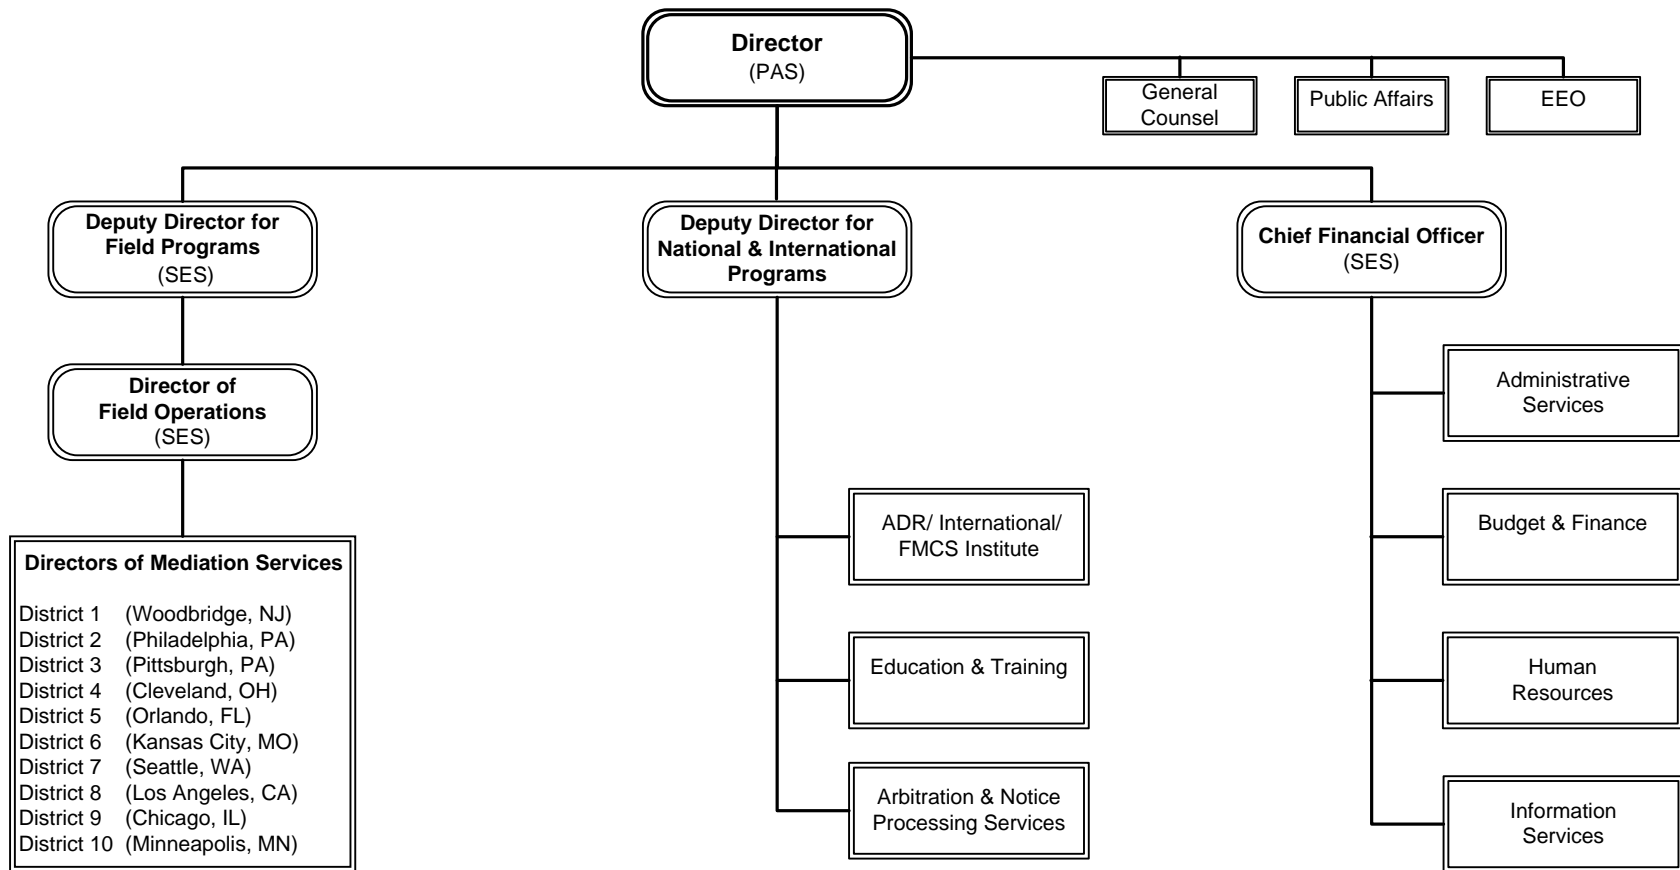 Director
(PAS)
General
Counsel
Public Affairs
EEO
Deputy Director for
Field Programs
(SES)
Deputy Director for
National & International
Programs
Chief Financial Officer
(SES)
Director of
Field Operations
(SES)
Directors of Mediation Services
District 1 (Woodbridge, NJ)
District 2 (Philadelphia, PA)
District 3 (Pittsburgh, PA)
District 4 (Cleveland, OH)
District 5 (Orlando, FL)
District 6 (Kansas City, MO)
District 7 (Seattle, WA)
District 8 (Los Angeles, CA)
District 9 (Chicago, IL)
District 10 (Minneapolis, MN)
ADR/ International/
FMCS Institute
Education & Training
Arbitration & Notice
Processing Services
Administrative
Services
Budget & Finance
Human
Resources
Information
Services